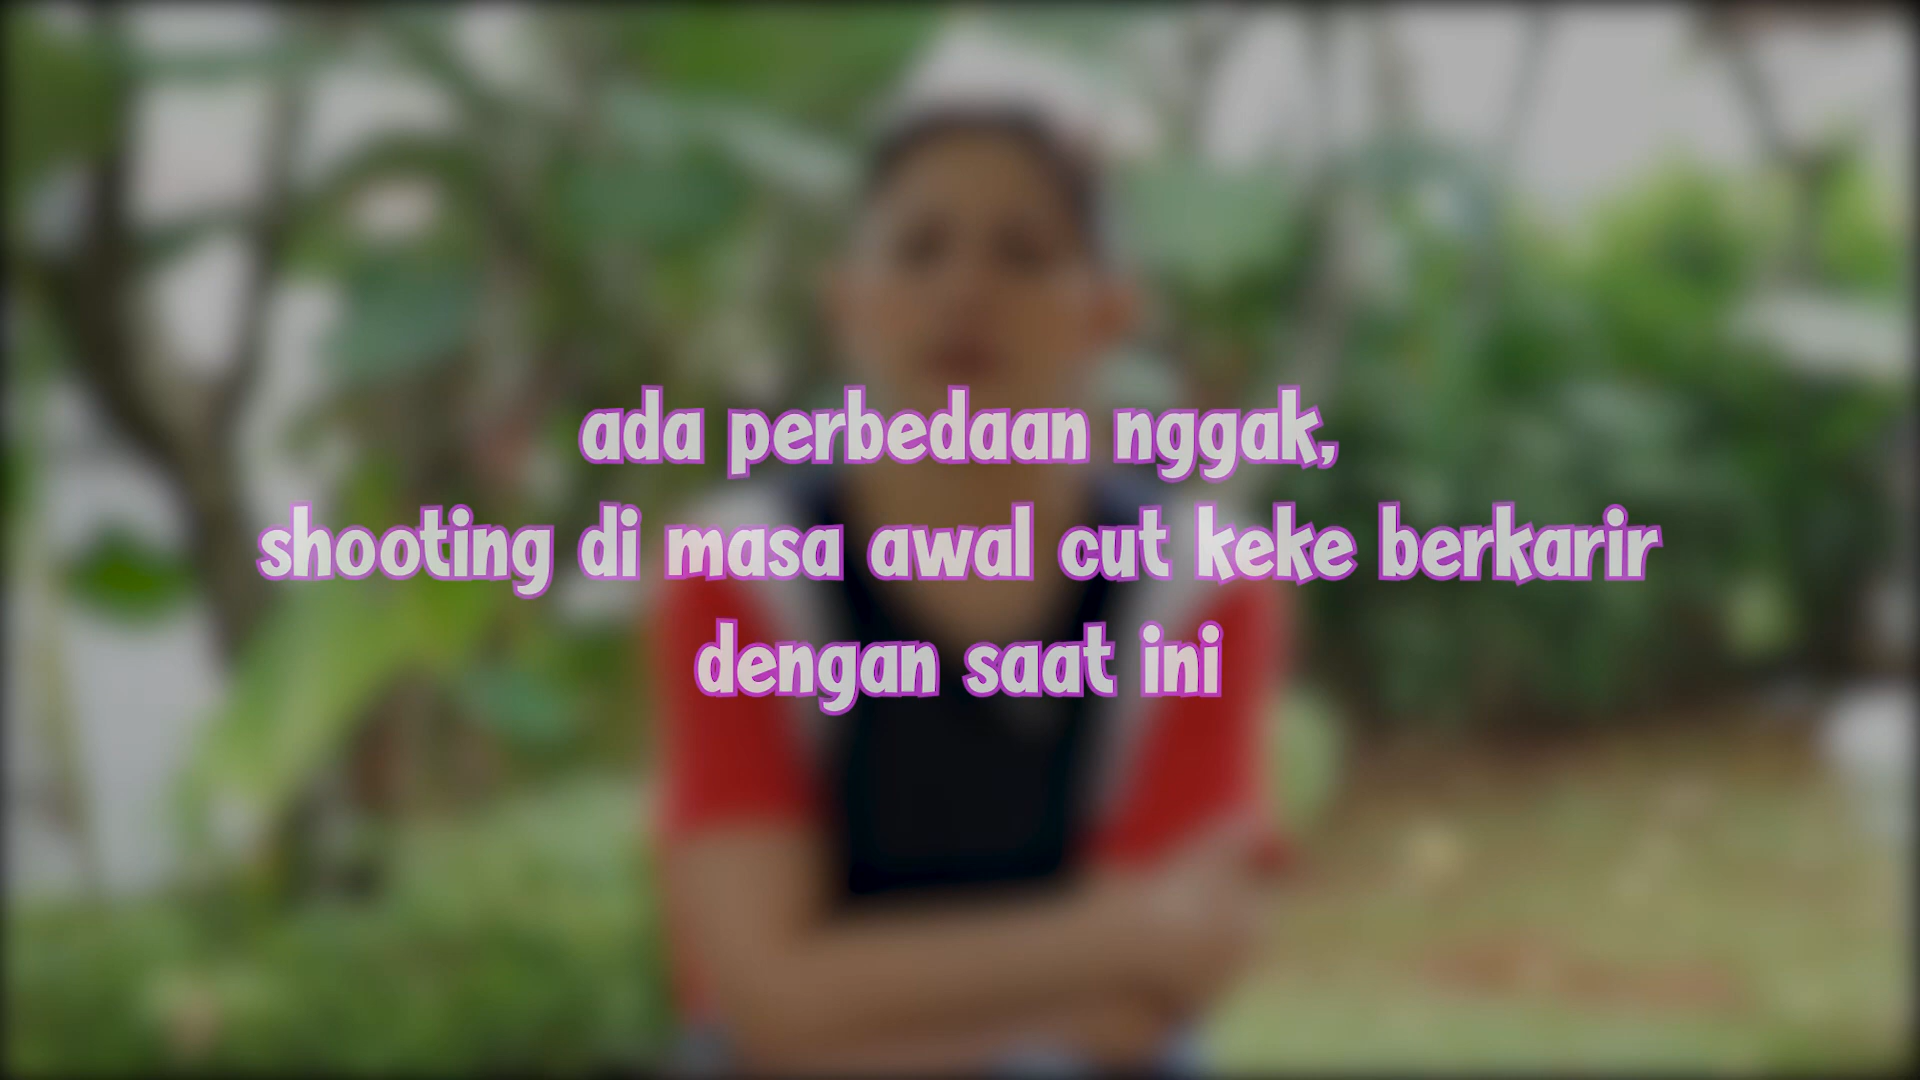 ada perbedaan nggak,
shooting di masa awal cut keke berkarir
dengan saat ini